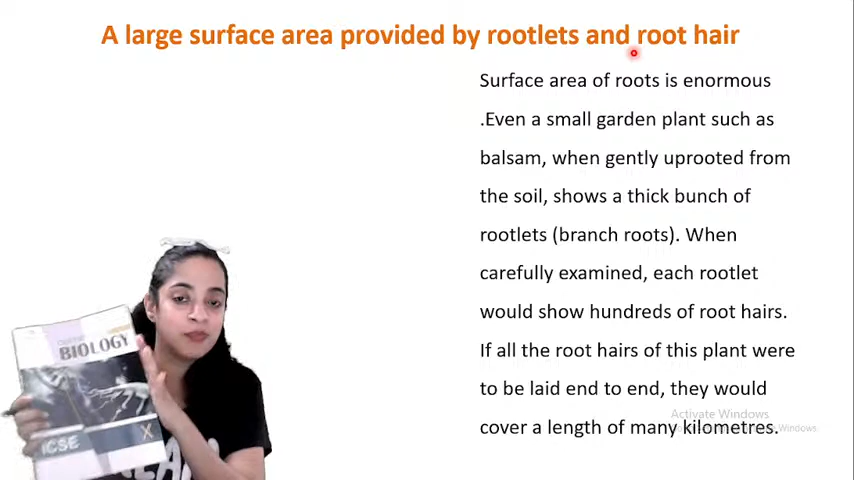 A large surface area provided by rootlets and root hair
Surface area of roots is enormous
.Even a small garden plant such as
balsam, when gently uprooted from
the soil, shows a thick bunch of
rootlets (branch roots). When
carefully examined, each rootlet
would show hundreds of root hairs.
If all the root hairs of this plant were
to be laid end to end, they would
cover a length of many kilometres.
Activate Windows
BIOLOGY
ICSE
X